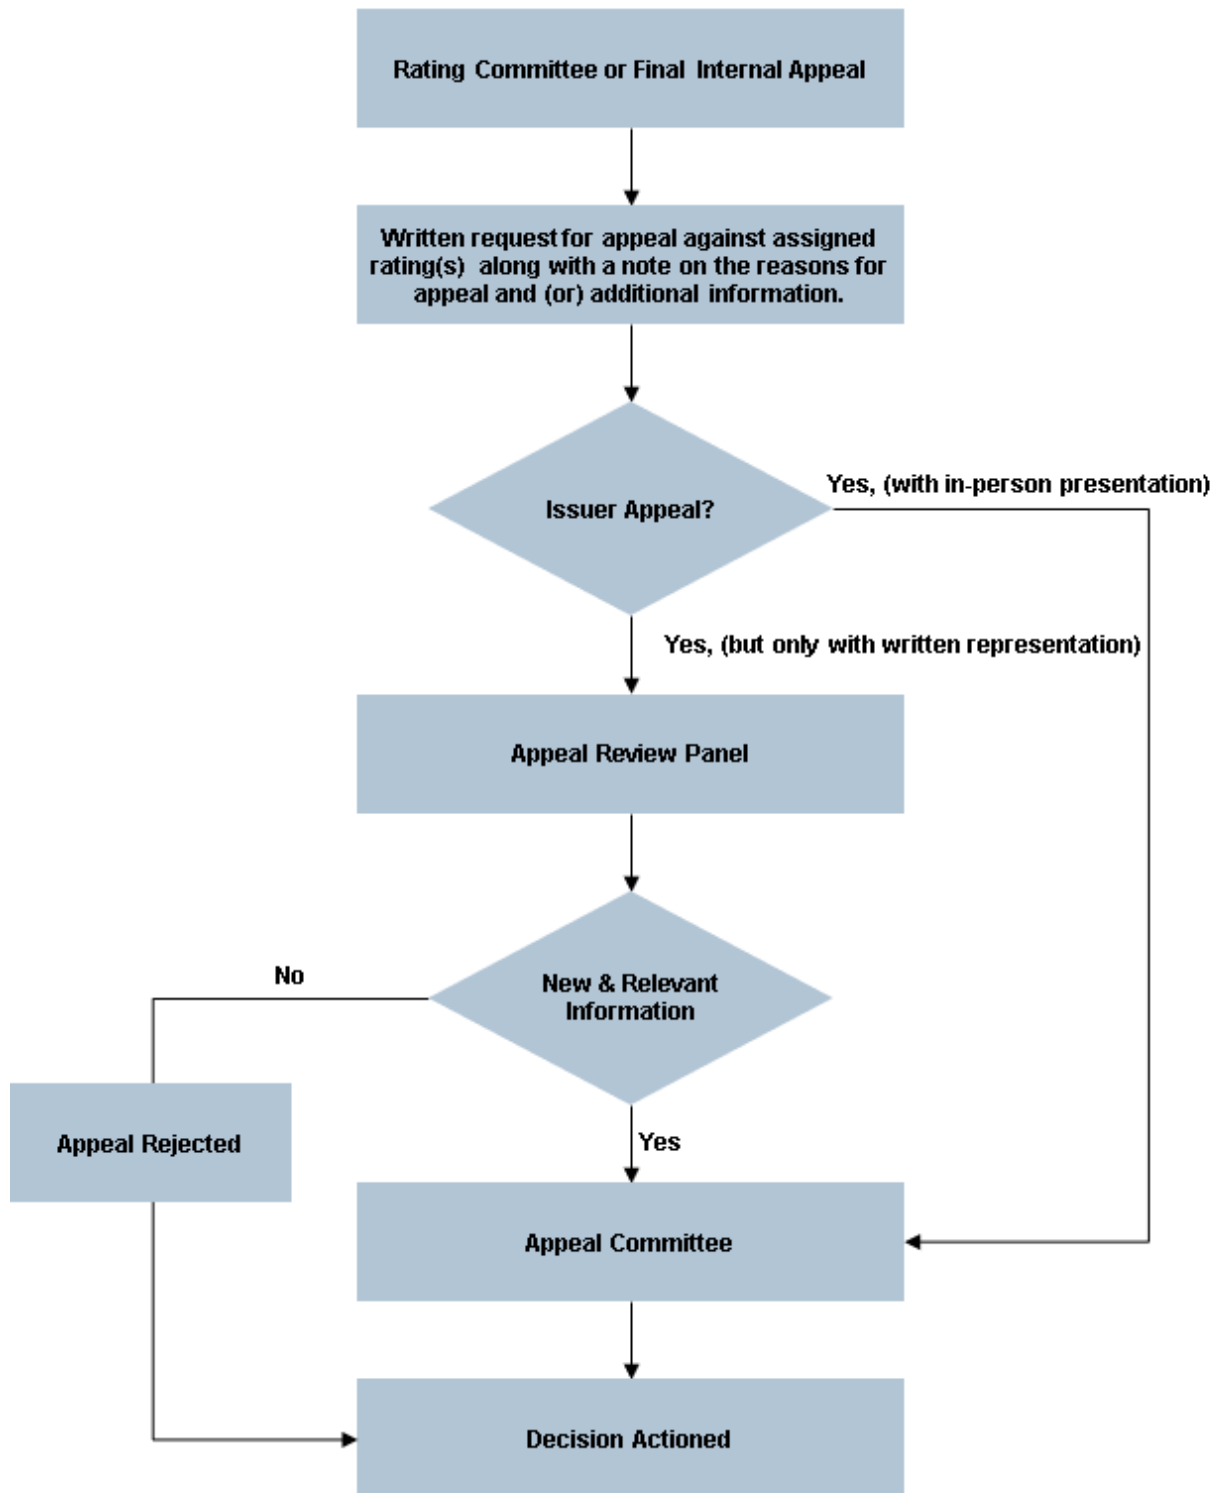 Rating Committee or Final Internal Appeal
Written request for appeal against assigned
rating(s) along with a note on the reasons for
appeal and (or) additional information.
Issuer Appeal?
Yes, (with in-person presentation)
Yes, (but only with written representation)
Appeal Review Panel
New & Relevant
Information
No
Appeal Rejected
Yes
Appeal Committee
Decision Actioned